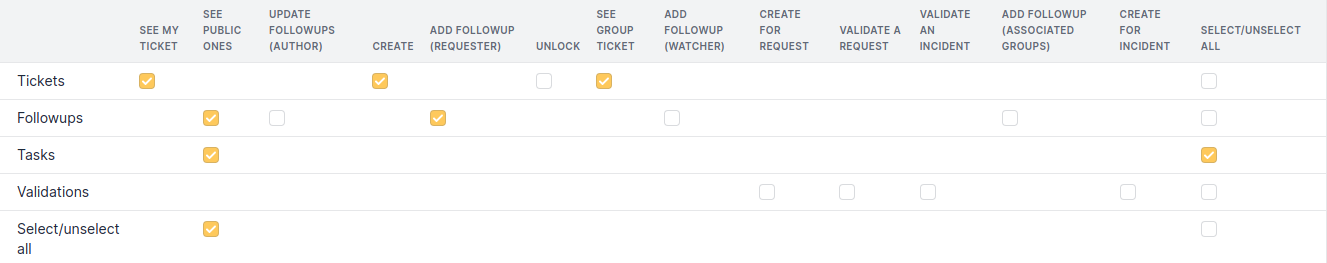 SEE MY TICKET
SEE PUBLIC ONES
UPDATE FOLLOWUPS (AUTHOR)
CREATE
ADD FOLLOWUP (REQUESTER)
UNLOCK
SEE GROUP TICKET
ADD FOLLOWUP (WATCHER)
CREATE FOR REQUEST
VALIDATE A REQUEST
VALIDATE AN INCIDENT
ADD FOLLOWUP (ASSOCIATED GROUPS)
CREATE FOR INCIDENT
SELECT/UNSELECT ALL
Tickets
Followups
Tasks
Validations
Select/unselect
all